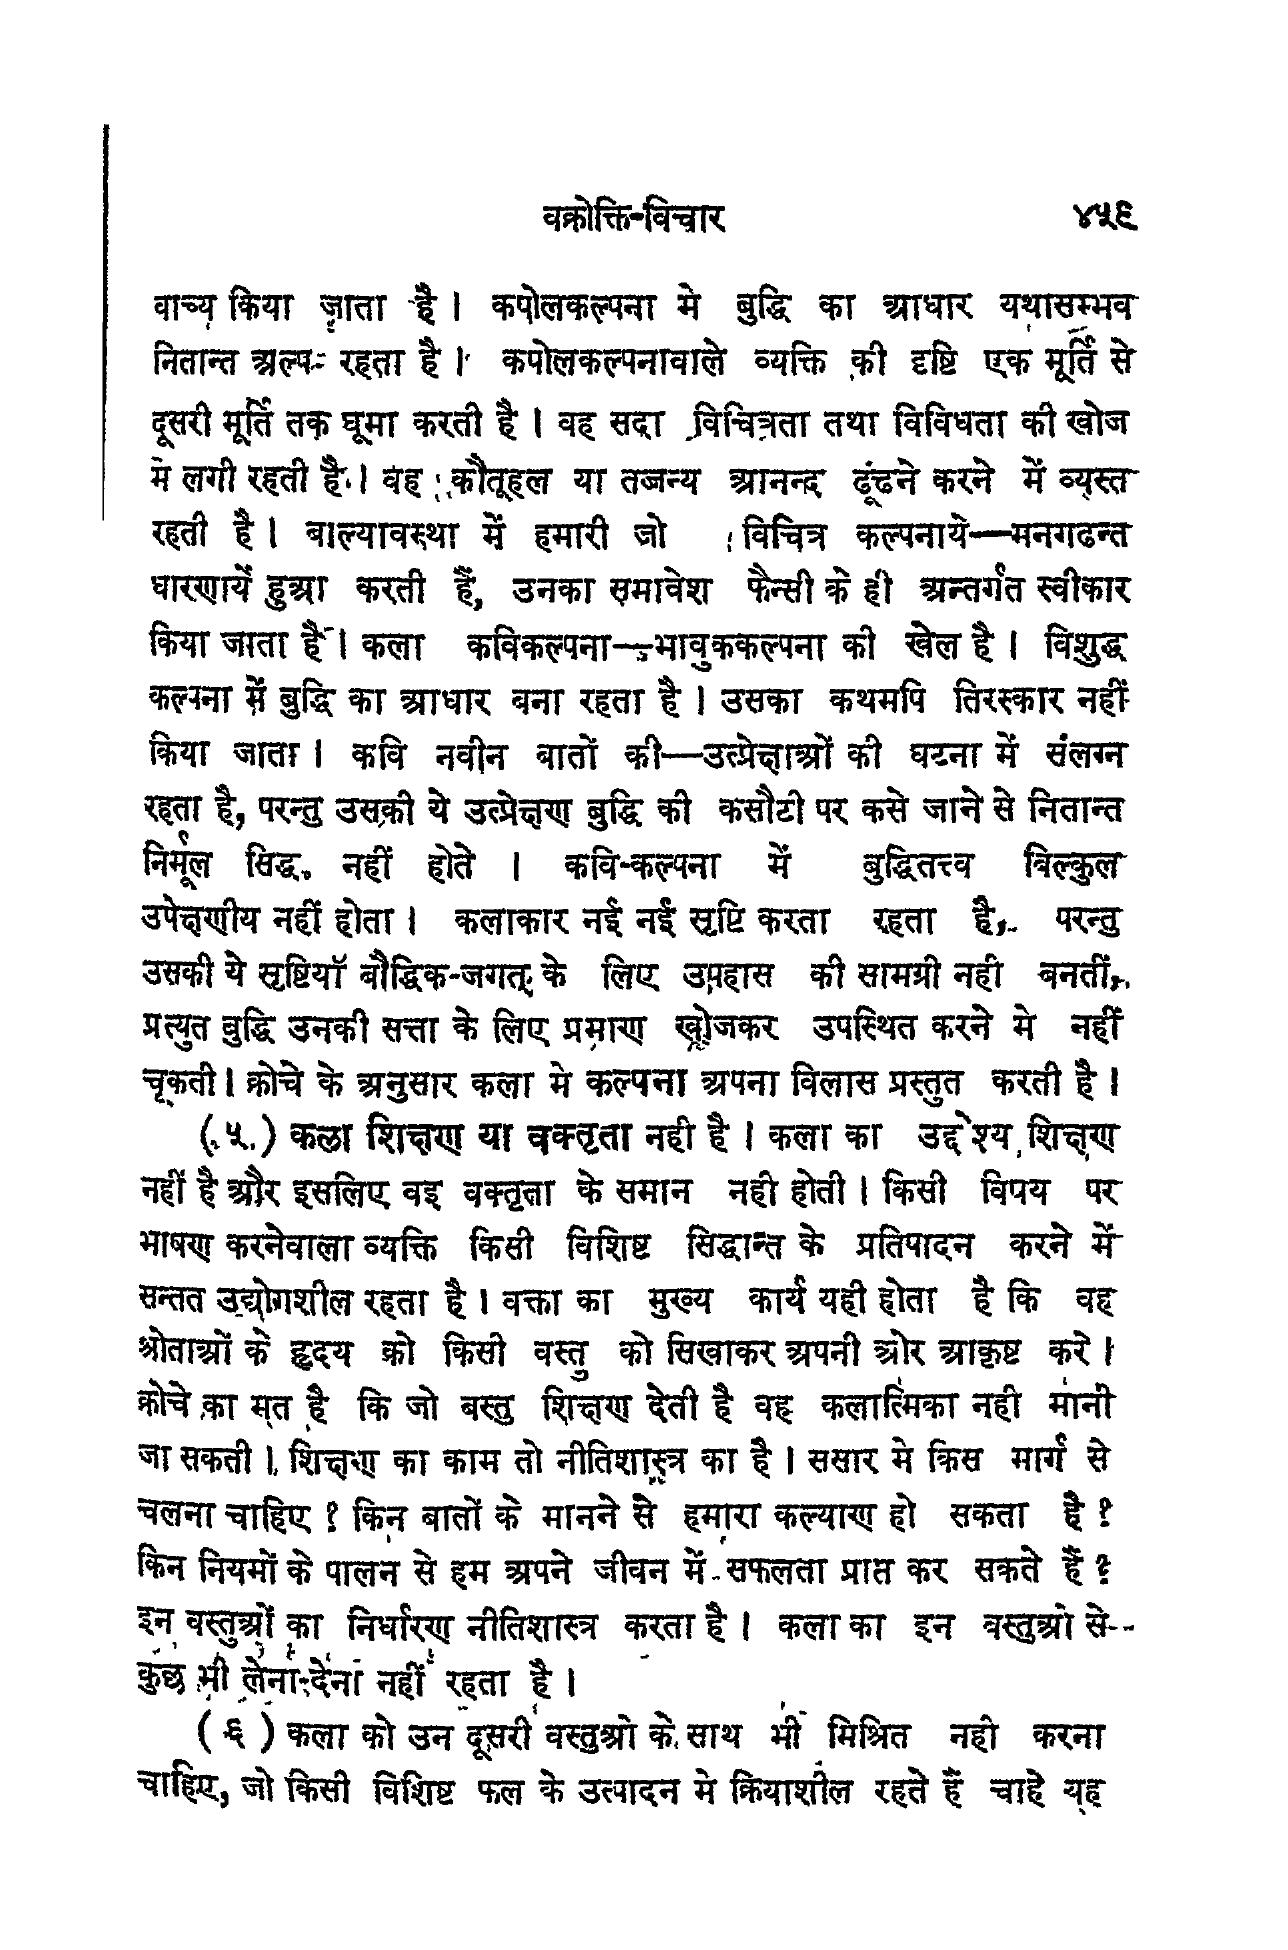 वक्रोक्ति-विचार ४५९
वाच्य किया जाता है । कपोलकल्पना मे बुद्धि का आधार यथासम्भव
नितान्त अल्प रहता है । कपोलकल्पनावाले व्यक्ति की दृष्टि एक मूर्ति से
दूसरी मूर्ति तक घूमा करती है । वह सदा विचित्रता तथा विविधता की खोज
मे लगी रहती है । वह कौतूहल या तजन्य आनन्द ढूंढने करने में व्यस्त
रहती है । बाल्यावस्था में हमारी जो विचित्र कल्पनाये—मनगढन्त
धारणायें हुआ करती हैं, उनका समावेश फैन्सी के ही अन्तर्गत स्वीकार
किया जाता है । कला कविकल्पना—भावुककल्पना की खेल है । विशुद्ध
कल्पना में बुद्धि का आधार बना रहता है । उसका कथमपि तिरस्कार नहीं
किया जाता । कवि नवीन बातों की—उत्प्रेक्षाओं की घटना में संलग्न
रहता है, परन्तु उसकी ये उत्प्रेक्षण बुद्धि की कसौटी पर कसे जाने से नितान्त
निर्मूल सिद्ध नहीं होते । कवि-कल्पना में बुद्धितत्त्व बिल्कुल
उपेक्षणीय नहीं होता । कलाकार नई नई सृष्टि करता रहता है, परन्तु
उसकी ये सृष्टियाँ बौद्धिक-जगत् के लिए उपहास की सामग्री नही बनतीं,
प्रत्युत बुद्धि उनकी सत्ता के लिए प्रमाण खोजकर उपस्थित करने मे नहीं
चूकती । क्रोचे के अनुसार कला मे कल्पना अपना विलास प्रस्तुत करती है ।
( ५ ) कला शिक्षण या वक्तृता नही है । कला का उद्देश्य शिक्षण
नहीं है और इसलिए वह वक्तृता के समान नही होती । किसी विषय पर
भाषण करनेवाला व्यक्ति किसी विशिष्ट सिद्धान्त के प्रतिपादन करने में
सन्तत उद्योगशील रहता है । वक्ता का मुख्य कार्य यही होता है कि वह
श्रोताओं के हृदय को किसी वस्तु को सिखाकर अपनी ओर आकृष्ट करे ।
क्रोचे का मत है कि जो बस्तु शिक्षण देती है वह कलात्मिका नही मानी
जा सकती । शिक्षण का काम तो नीतिशास्त्र का है । ससार मे किस मार्ग से
चलना चाहिए ? किन बातों के मानने से हमारा कल्याण हो सकता है ?
किन नियमों के पालन से हम अपने जीवन में सफलता प्राप्त कर सकते हैं ?
इन वस्तुओं का निर्धारण नीतिशास्त्र करता है । कला का इन वस्तुओ से
कुछ भी लेना-देना नहीं रहता है ।
( ६ ) कला को उन दूसरी वस्तुओ के साथ भी मिश्रित नही करना
चाहिए, जो किसी विशिष्ट फल के उत्पादन मे क्रियाशील रहते हैं चाहे यह